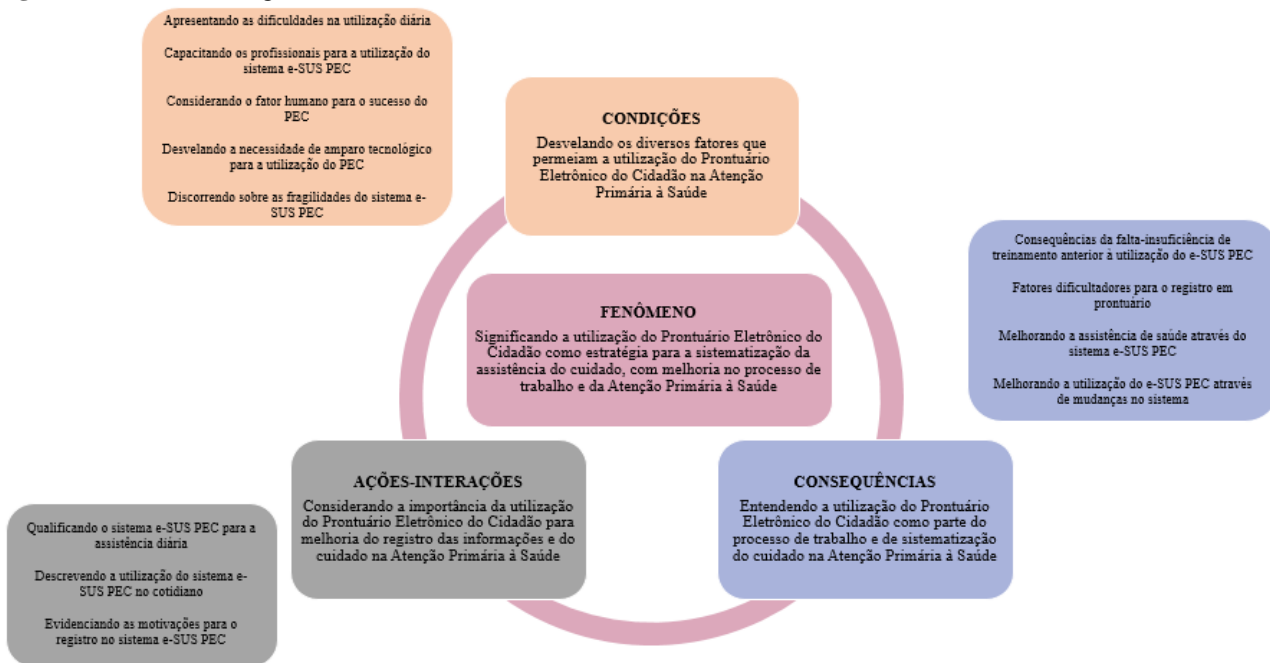 Apresentando as dificuldades na utilização diária
Capacitando os profissionais para a utilização do
sistema e-SUS PEC
Considerando o fator humano para o sucesso do
PEC
Desvelando a necessidade de amparo tecnológico
para a utilização do PEC
Discorrendo sobre as fragilidades do sistema e-
SUS PEC
CONDIÇÕES
Desvelando os diversos fatores que
permeiam a utilização do Prontuário
Eletrônico do Cidadão na Atenção
Primária à Saúde
FENÔMENO
Significando a utilização do Prontuário Eletrônico do
Cidadão como estratégia para a sistematização da
assistência do cuidado, com melhoria no processo de
trabalho e da Atenção Primária à Saúde
Consequências da falta-insuficiência de
treinamento anterior à utilização do e-SUS PEC
Fatores dificultadores para o registro em
prontuário
Melhorando a assistência de saúde através do
sistema e-SUS PEC
Melhorando a utilização do e-SUS PEC através
de mudanças no sistema
AÇÕES-INTERAÇÕES
Considerando a importância da utilização
do Prontuário Eletrônico do Cidadão para
melhoria do registro das informações e do
cuidado na Atenção Primária à Saúde
CONSEQUÊNCIAS
Entendendo a utilização do Prontuário
Eletrônico do Cidadão como parte do
processo de trabalho e de sistematização
do cuidado na Atenção Primária à Saúde
Qualificando o sistema e-SUS PEC para a
assistência diária
Descrevendo a utilização do sistema e-
SUS PEC no cotidiano
Evidenciando as motivações para o
registro no sistema e-SUS PEC